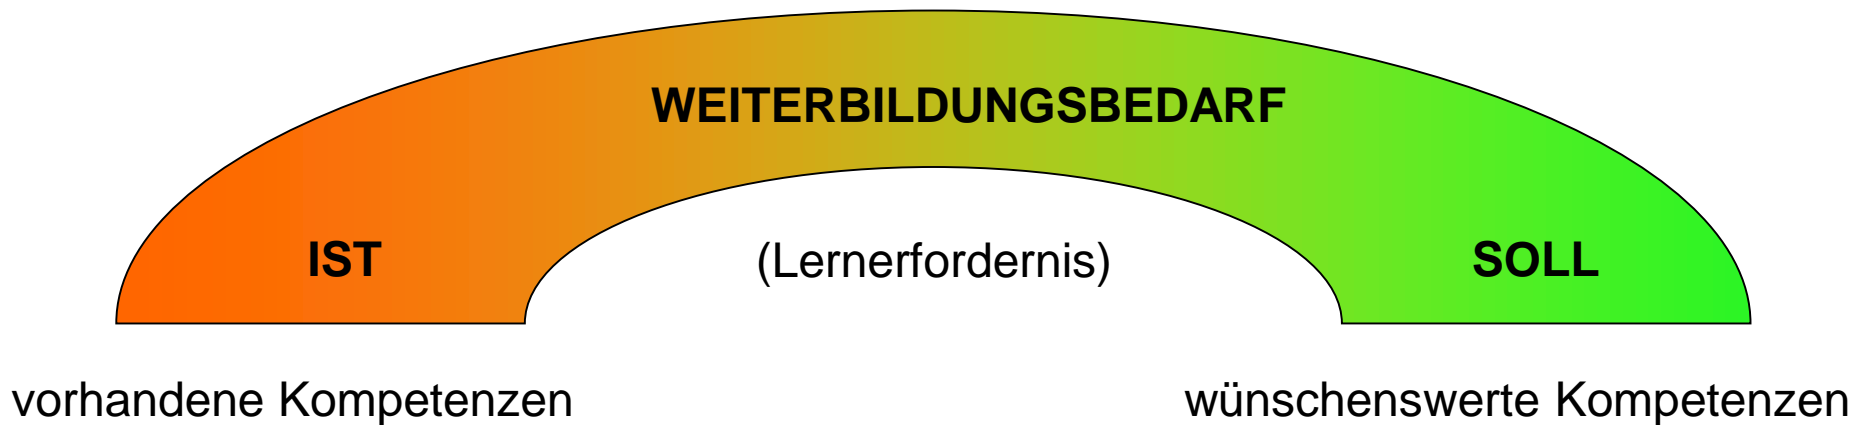 WEITERBILDUNGSBEDARF
IST (Lernerfordernis) SOLL
vorhandene Kompetenzen wünschenswerte Kompetenzen